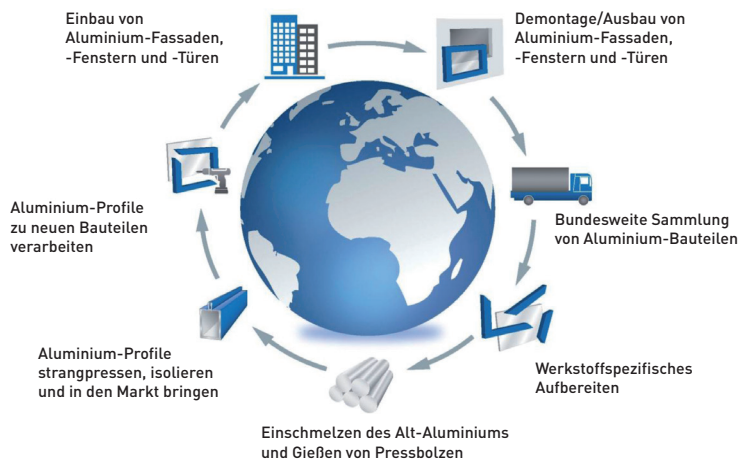 Einbau von
Aluminium-Fassaden,
-Fenstern und -Türen
Demontage/Ausbau von
Aluminium-Fassaden,
-Fenstern und -Türen
Bundesweite Sammlung
von Aluminium-Bauteilen
Werkstoffspezifisches
Aufbereiten
Einschmelzen des Alt-Aluminiums
und Gießen von Pressbolzen
Aluminium-Profile
strangpressen, isolieren
und in den Markt bringen
Aluminium-Profile
zu neuen Bauteilen
verarbeiten